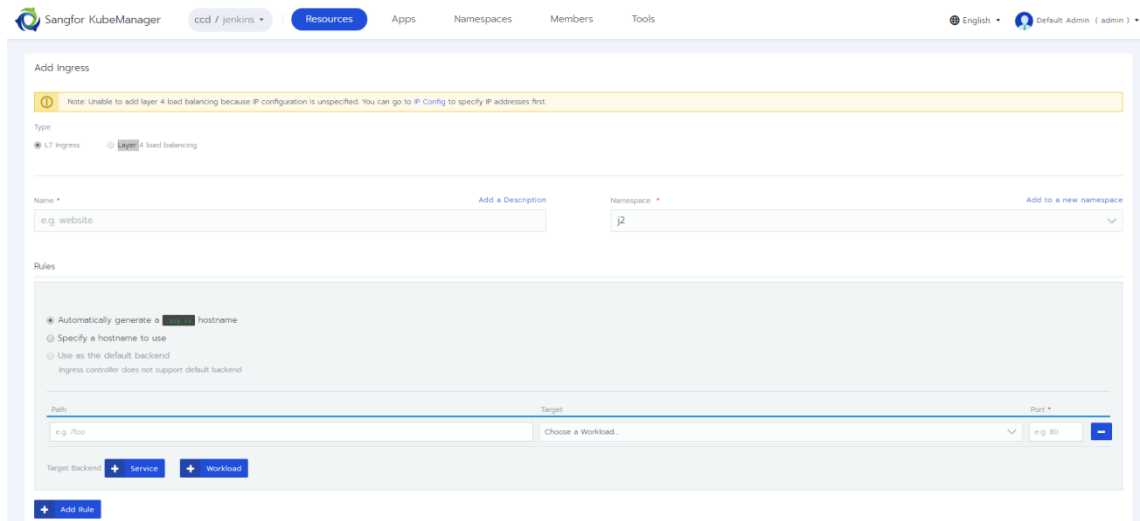 Sangfor KubeManager ccd / jenkins Resources Apps Namespaces Members Tools English Default Admin ( admin )
Add Ingress
Note: Unable to add layer 4 load balancing because IP configuration is unspecified. You can go to IP Config to specify IP addresses first.
Type
L7 Ingress Layer 4 load balancing
Name * Add a Description Namespace * Add to a new namespace
e.g. website j2
Rules
Automatically generate a hostname
Specify a hostname to use
Use as the default backend
Ingress controller does not support default backend
Path Target Port *
e.g. /foo Choose a Workload... e.g. 80
Target Backend + Service + Workload
+ Add Rule